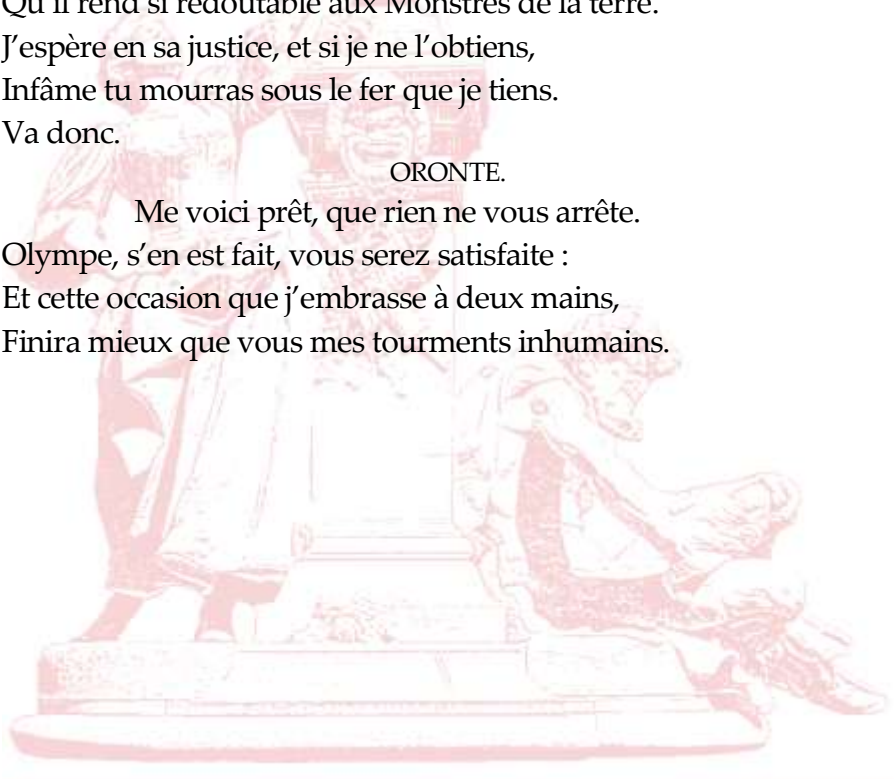 Qu'il rend si redoutable aux Monstres de la terre.
J'espère en sa justice, et si je ne l'obtiens,
Infâme tu mourras sous le fer que je tiens.
Va donc.
ORONTE.
Me voici prêt, que rien ne vous arrête.
Olympe, s'en est fait, vous serez satisfaite :
Et cette occasion que j'embrasse à deux mains,
Finira mieux que vous mes tourments inhumains.